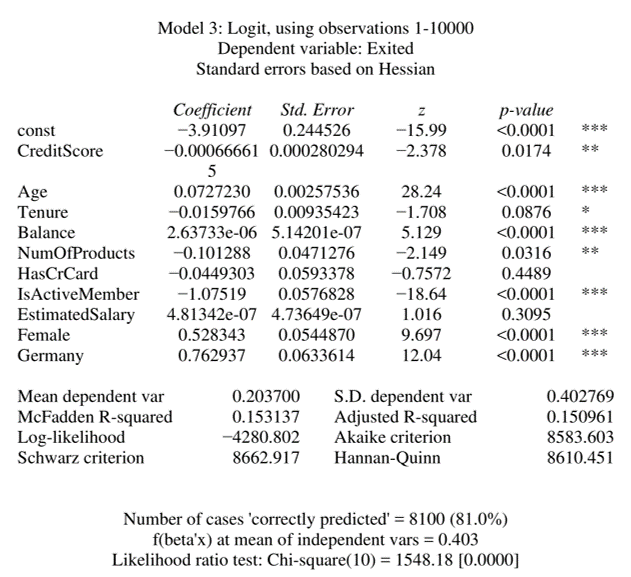 Model 3: Logit, using observations 1-10000
Dependent variable: Exited
Standard errors based on Hessian
Coefficient Std. Error z p-value
const −3.91097 0.244526 −15.99 <0.0001 ***
CreditScore −0.00066661 0.000280294 −2.378 0.0174 **
5
Age 0.0727230 0.00257536 28.24 <0.0001 ***
Tenure −0.0159766 0.00935423 −1.708 0.0876 *
Balance 2.63733e-06 5.14201e-07 5.129 <0.0001 ***
NumOfProducts −0.101288 0.0471276 −2.149 0.0316 **
HasCrCard −0.0449303 0.0593378 −0.7572 0.4489
IsActiveMember −1.07519 0.0576828 −18.64 <0.0001 ***
EstimatedSalary 4.81342e-07 4.73649e-07 1.016 0.3095
Female 0.528343 0.0544870 9.697 <0.0001 ***
Germany 0.762937 0.0633614 12.04 <0.0001 ***
Mean dependent var 0.203700 S.D. dependent var 0.402769
McFadden R-squared 0.153137 Adjusted R-squared 0.150961
Log-likelihood −4280.802 Akaike criterion 8583.603
Schwarz criterion 8662.917 Hannan-Quinn 8610.451
Number of cases 'correctly predicted' = 8100 (81.0%)
f(beta'x) at mean of independent vars = 0.403
Likelihood ratio test: Chi-square(10) = 1548.18 [0.0000]